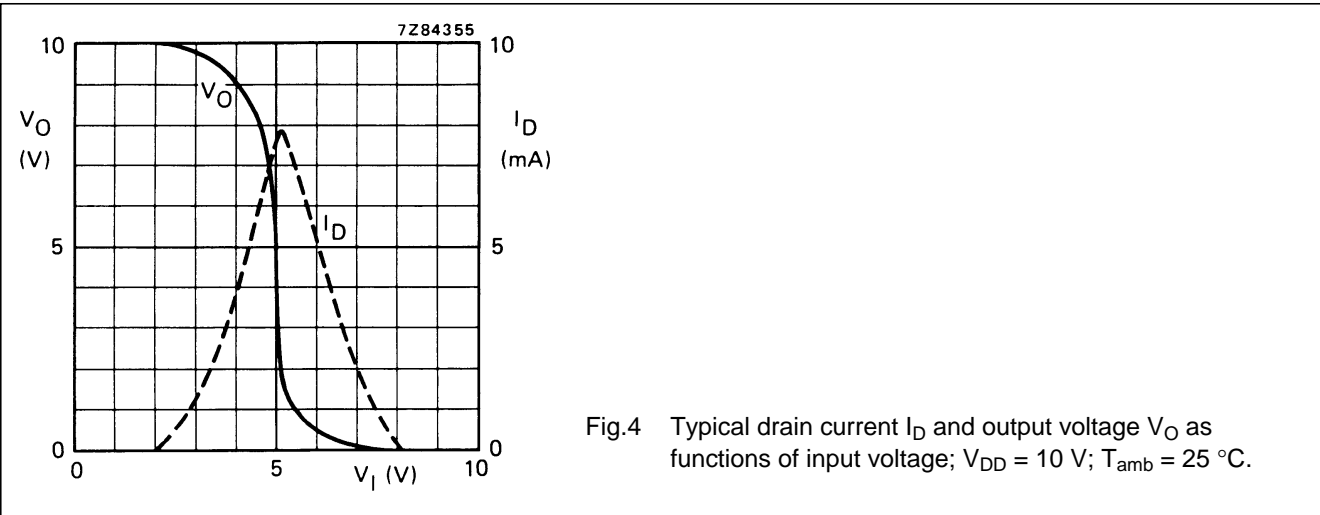 7Z84355
10
10
V_O
(V)
V_O
I_D
(mA)
I_D
5
5
0
0
0
5
10
V_I (V)
Fig.4 Typical drain current I_D and output voltage V_O as
functions of input voltage; V_DD = 10 V; T_amb = 25 °C.